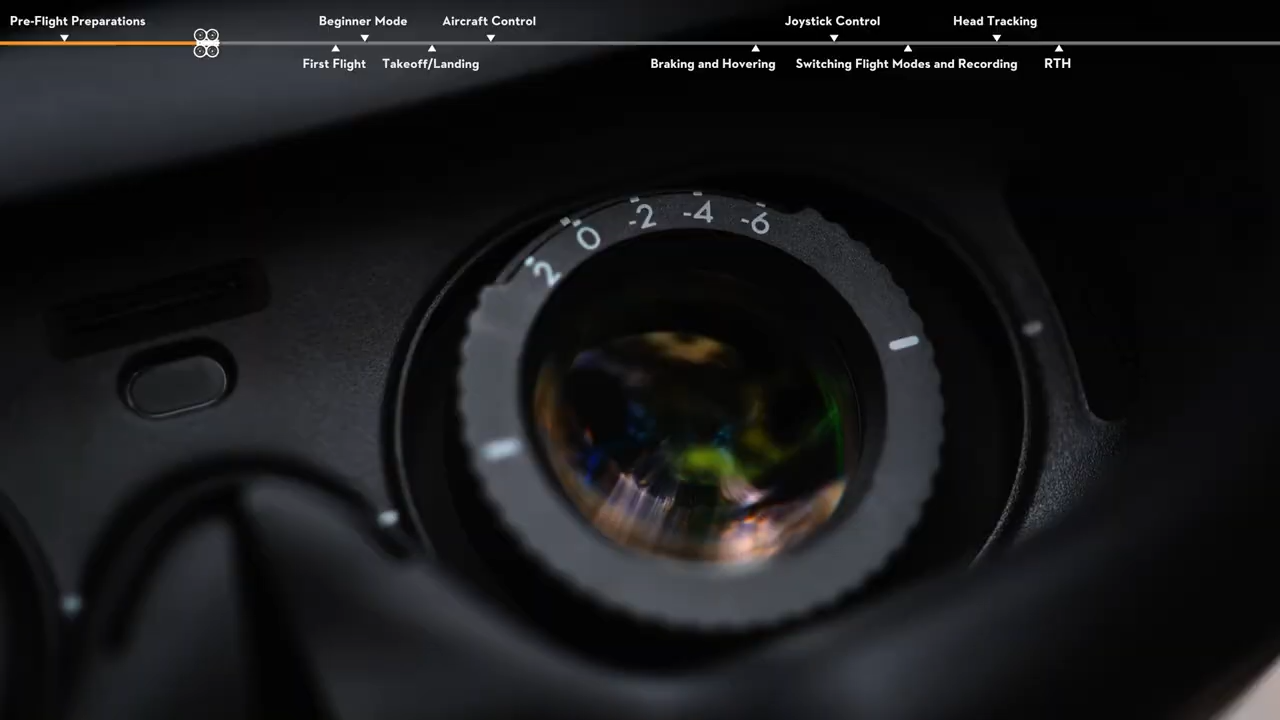 Pre-Flight Preparations
Beginner Mode
Aircraft Control
Joystick Control
Head Tracking
First Flight
Takeoff/Landing
Braking and Hovering
Switching Flight Modes and Recording
RTH
2 0 -2 -4 -6